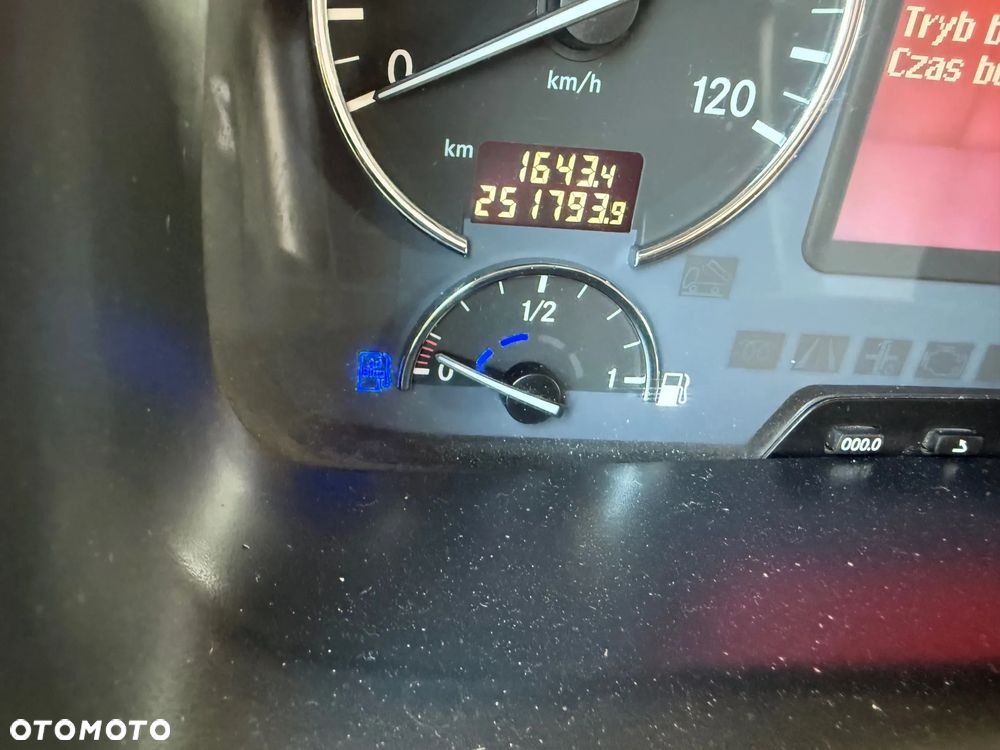 Tryb
Czas
0
km/h
120
km
1643.4
251793.9
1/2
0
1
000.0
OTOMOTO